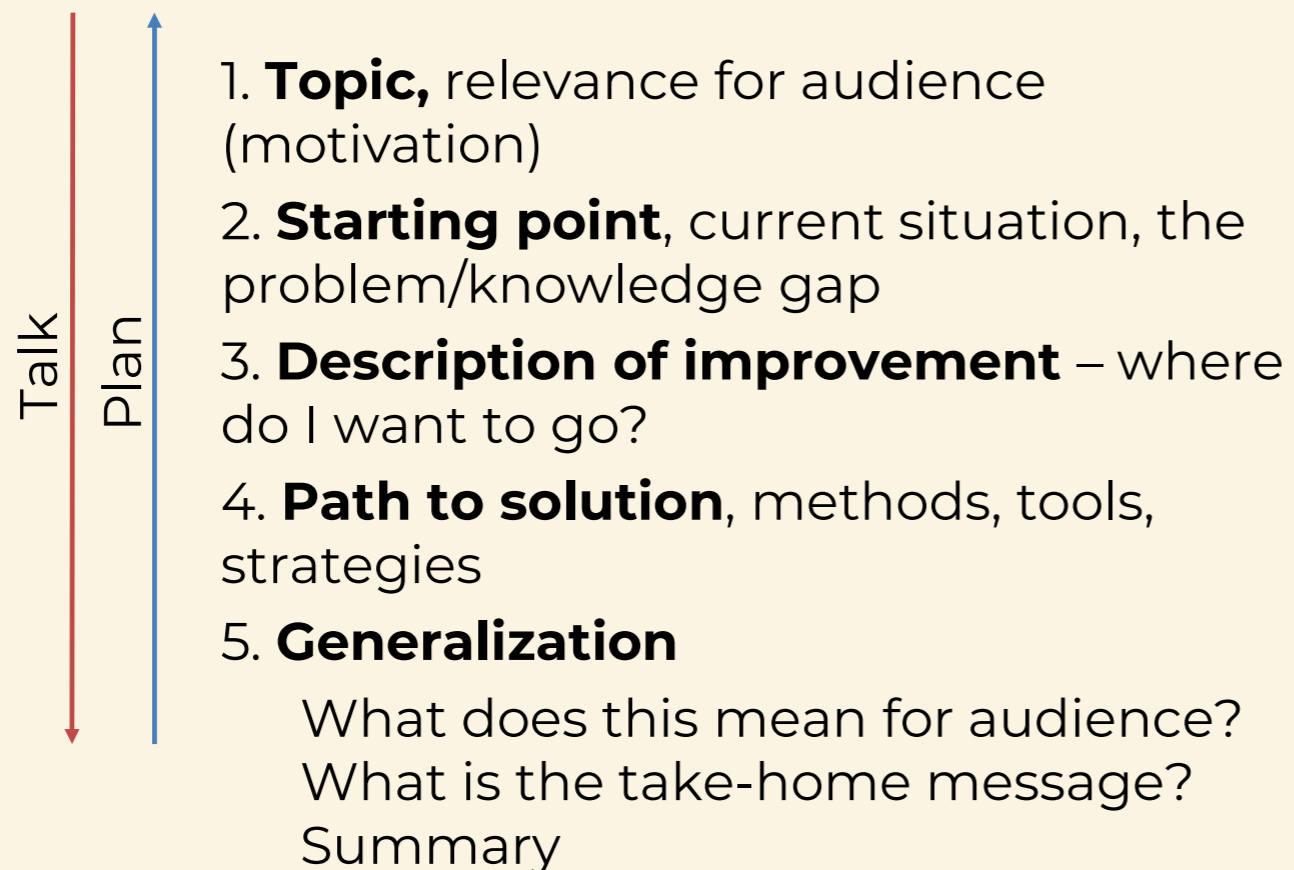 Talk
Plan
1. Topic, relevance for audience
(motivation)
2. Starting point, current situation, the
problem/knowledge gap
3. Description of improvement – where
do I want to go?
4. Path to solution, methods, tools,
strategies
5. Generalization
What does this mean for audience?
What is the take-home message?
Summary